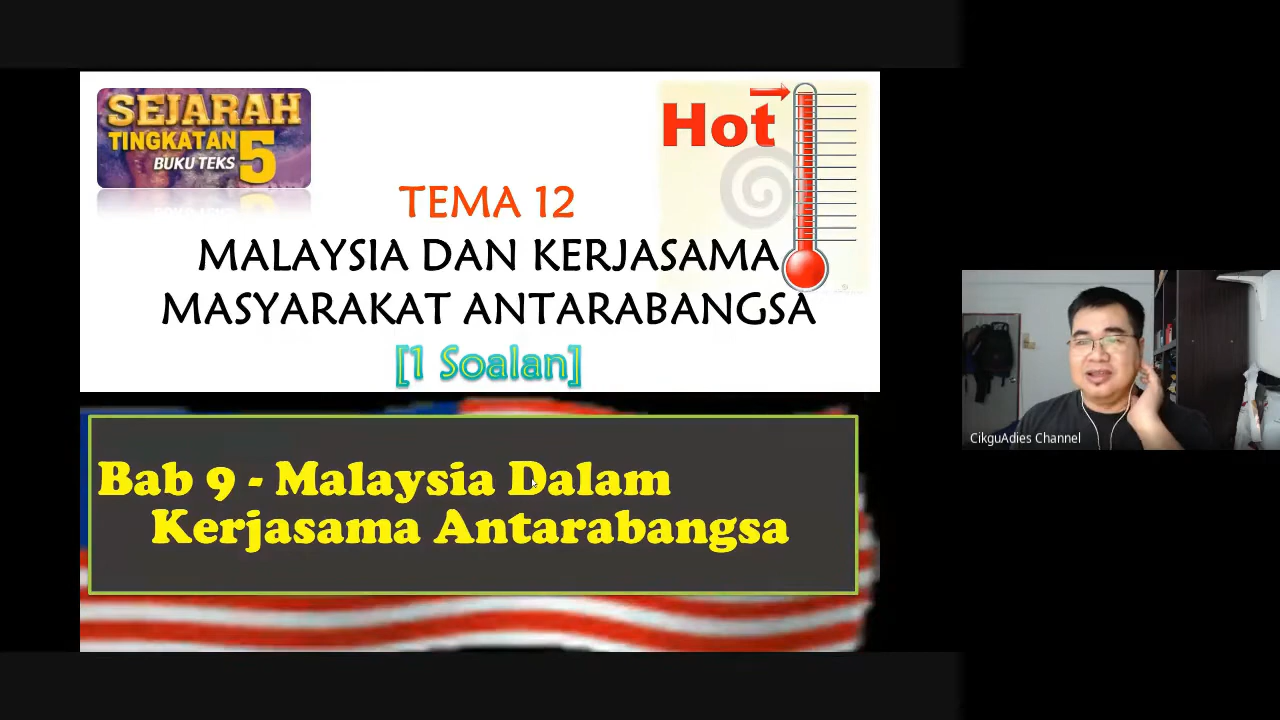 SEJARAH
TINGKATAN 5
BUKU TEKS
Hot
TEMA 12
MALAYSIA DAN KERJASAMA
MASYARAKAT ANTARABANGSA
[1 Soalan]
Bab 9 - Malaysia Dalam
Kerjasama Antarabangsa
CikguAdies Channel